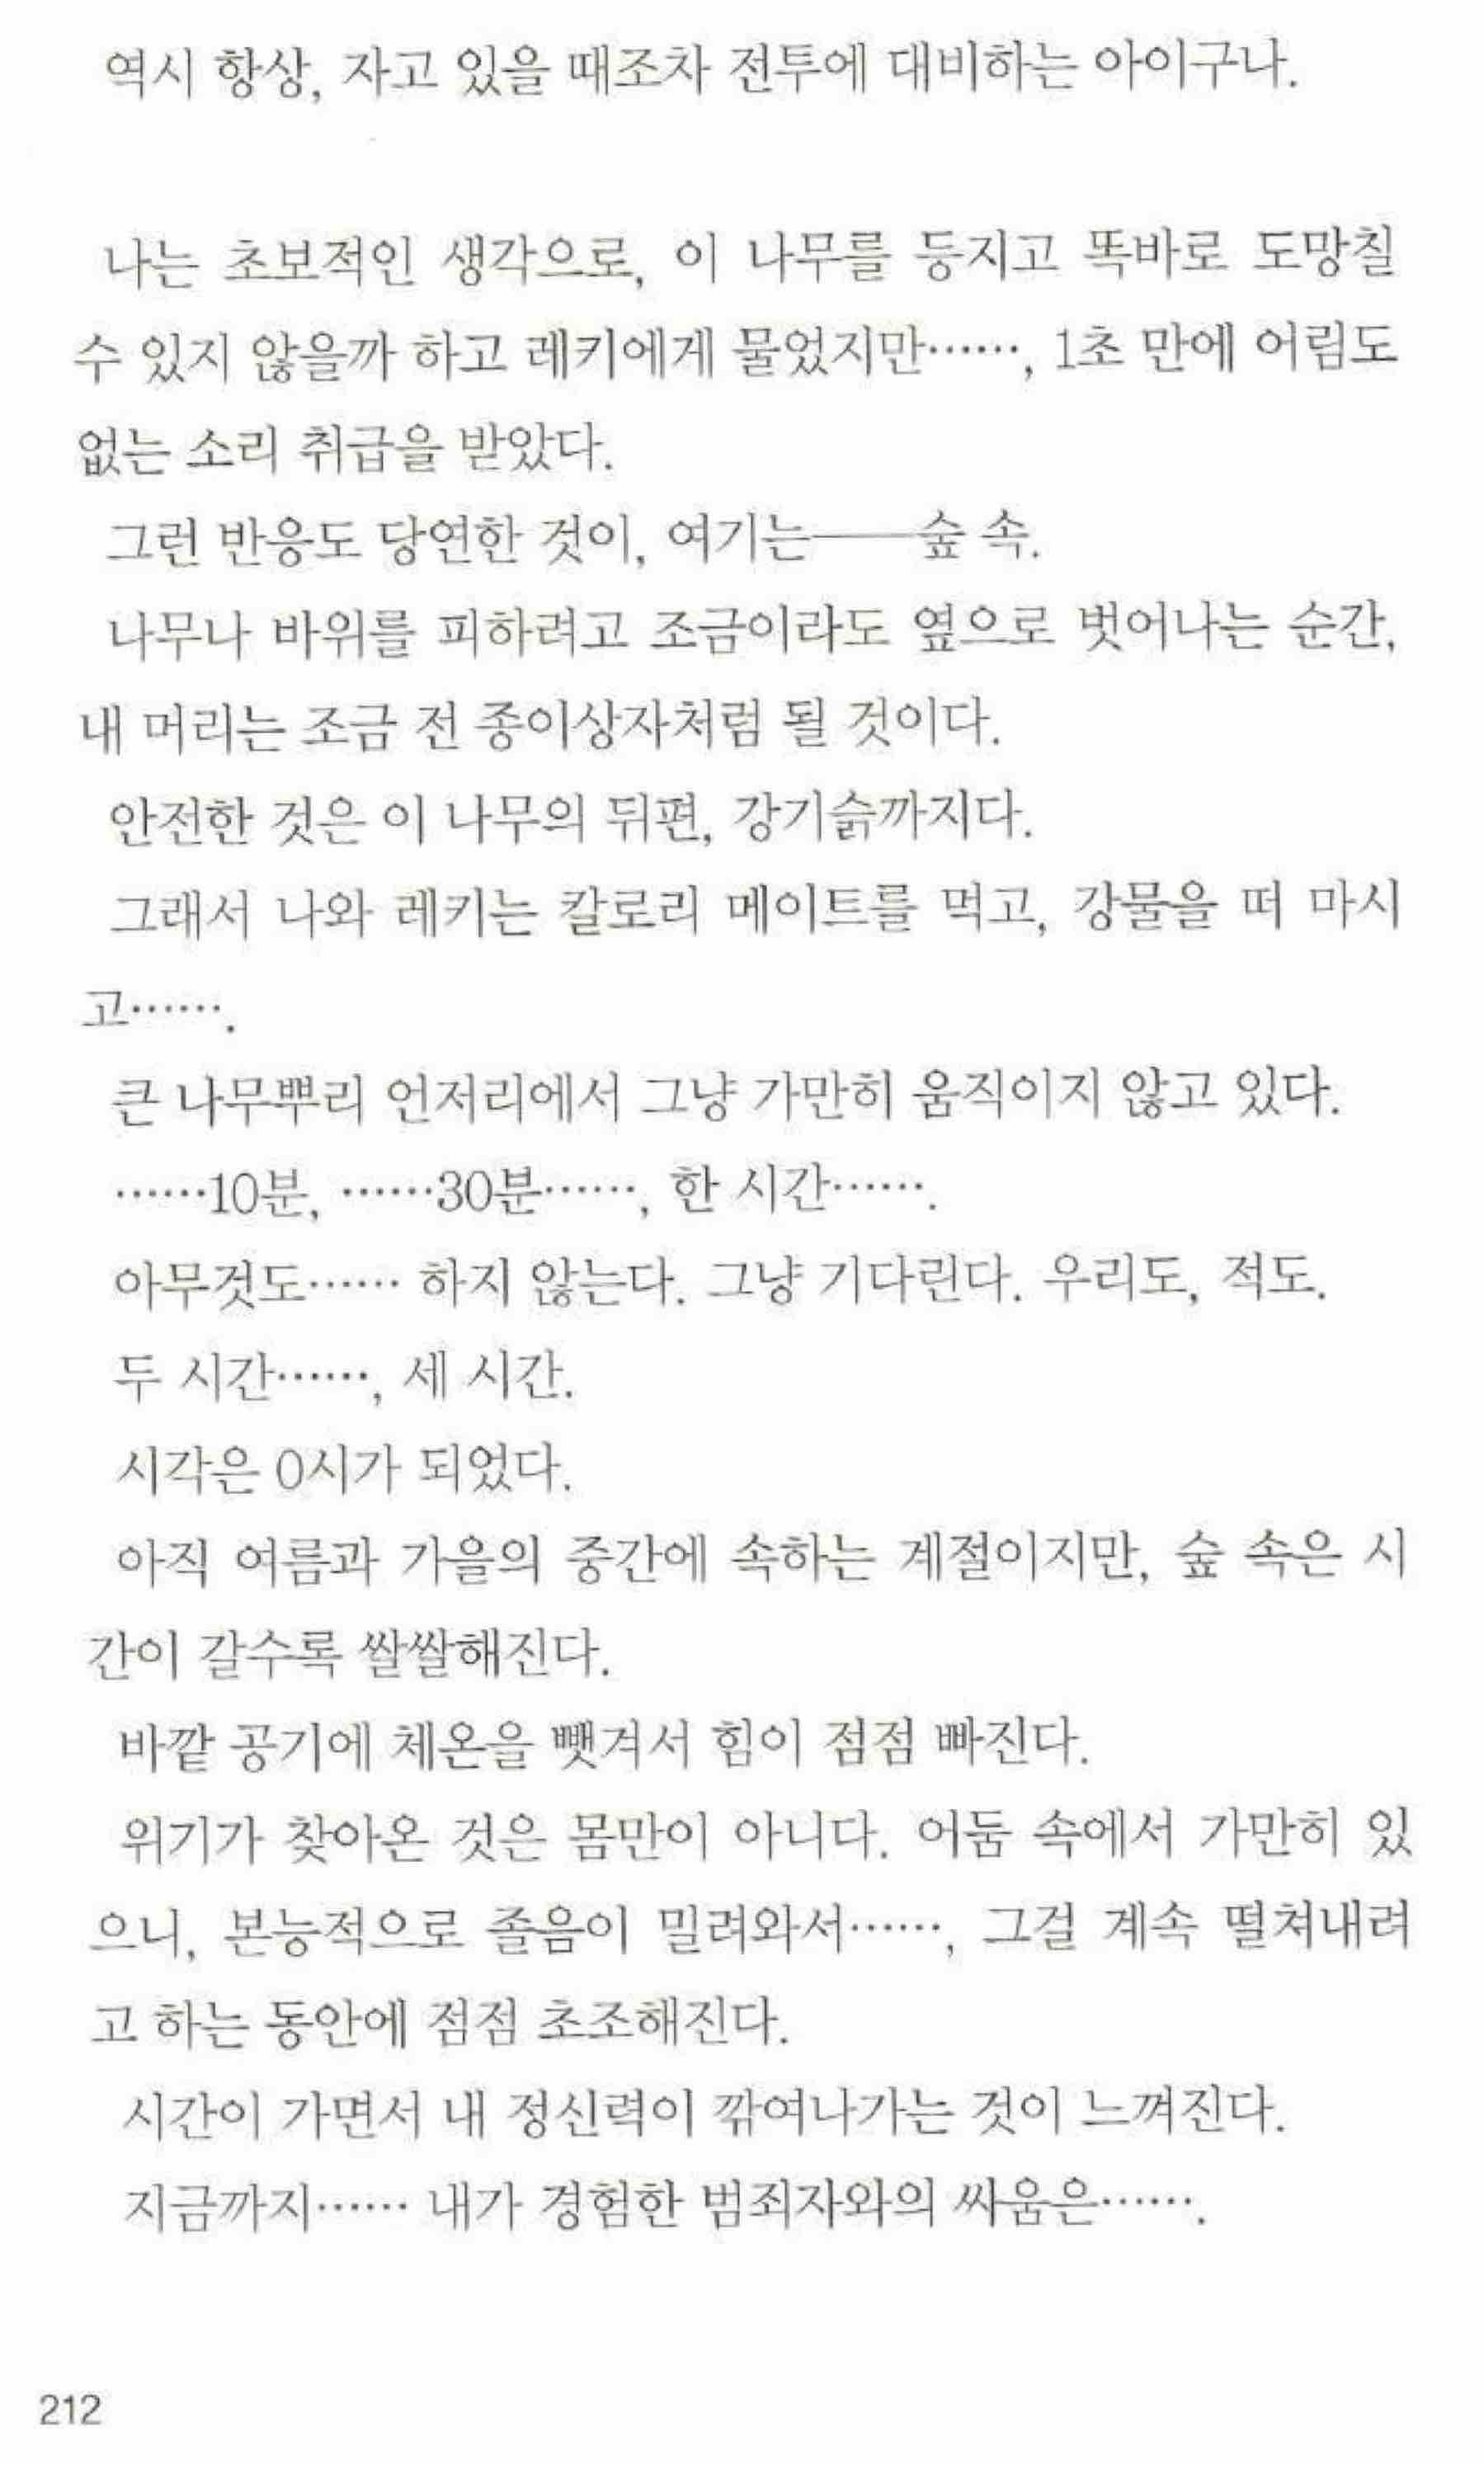 역시 항상, 자고 있을 때조차 전투에 대비하는 아이구나.
나는 초보적인 생각으로, 이 나무를 등지고 똑바로 도망칠
수 있지 않을까 하고 레키에게 물었지만……, 1초 만에 어림도
없는 소리 취급을 받았다.
그런 반응도 당연한 것이, 여기는──숲 속.
나무나 바위를 피하려고 조금이라도 옆으로 벗어나는 순간,
내 머리는 조금 전 종이상자처럼 될 것이다.
안전한 것은 이 나무의 뒤편, 강기슭까지다.
그래서 나와 레키는 칼로리 메이트를 먹고, 강물을 떠 마시
고…….
큰 나무뿌리 언저리에서 그냥 가만히 움직이지 않고 있다.
……10분, ……30분……, 한 시간…….
아무것도…… 하지 않는다. 그냥 기다린다. 우리도, 적도.
두 시간……, 세 시간.
시각은 0시가 되었다.
아직 여름과 가을의 중간에 속하는 계절이지만, 숲 속은 시
간이 갈수록 쌀쌀해진다.
바깥 공기에 체온을 뺏겨서 힘이 점점 빠진다.
위기가 찾아온 것은 몸만이 아니다. 어둠 속에서 가만히 있
으니, 본능적으로 졸음이 밀려와서……, 그걸 계속 떨쳐내려
고 하는 동안에 점점 초조해진다.
시간이 가면서 내 정신력이 깎여나가는 것이 느껴진다.
지금까지…… 내가 경험한 범죄자와의 싸움은…….
212